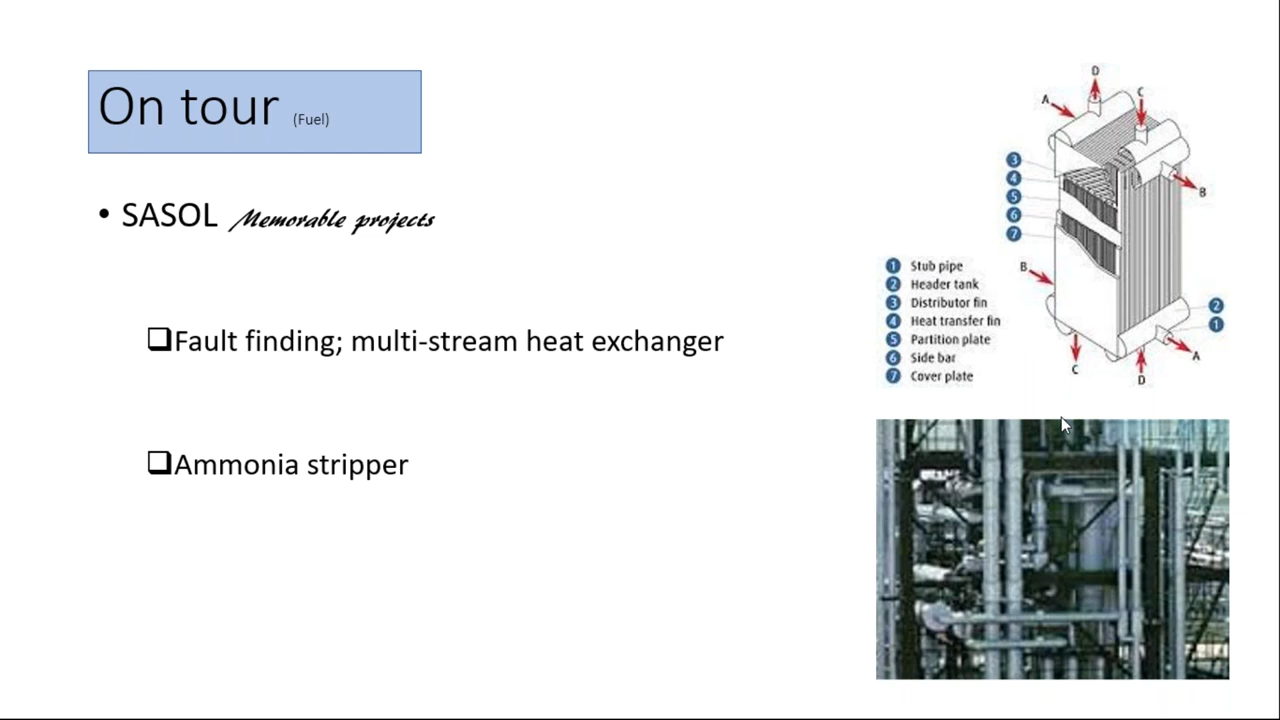 On tour (Fuel)
• SASOL Memorable projects
❑Fault finding; multi-stream heat exchanger
❑Ammonia stripper
D
A
C
B
3
4
5
6
7
B
2
1
A
C
D
1 Stub pipe
2 Header tank
3 Distributor fin
4 Heat transfer fin
5 Partition plate
6 Side bar
7 Cover plate